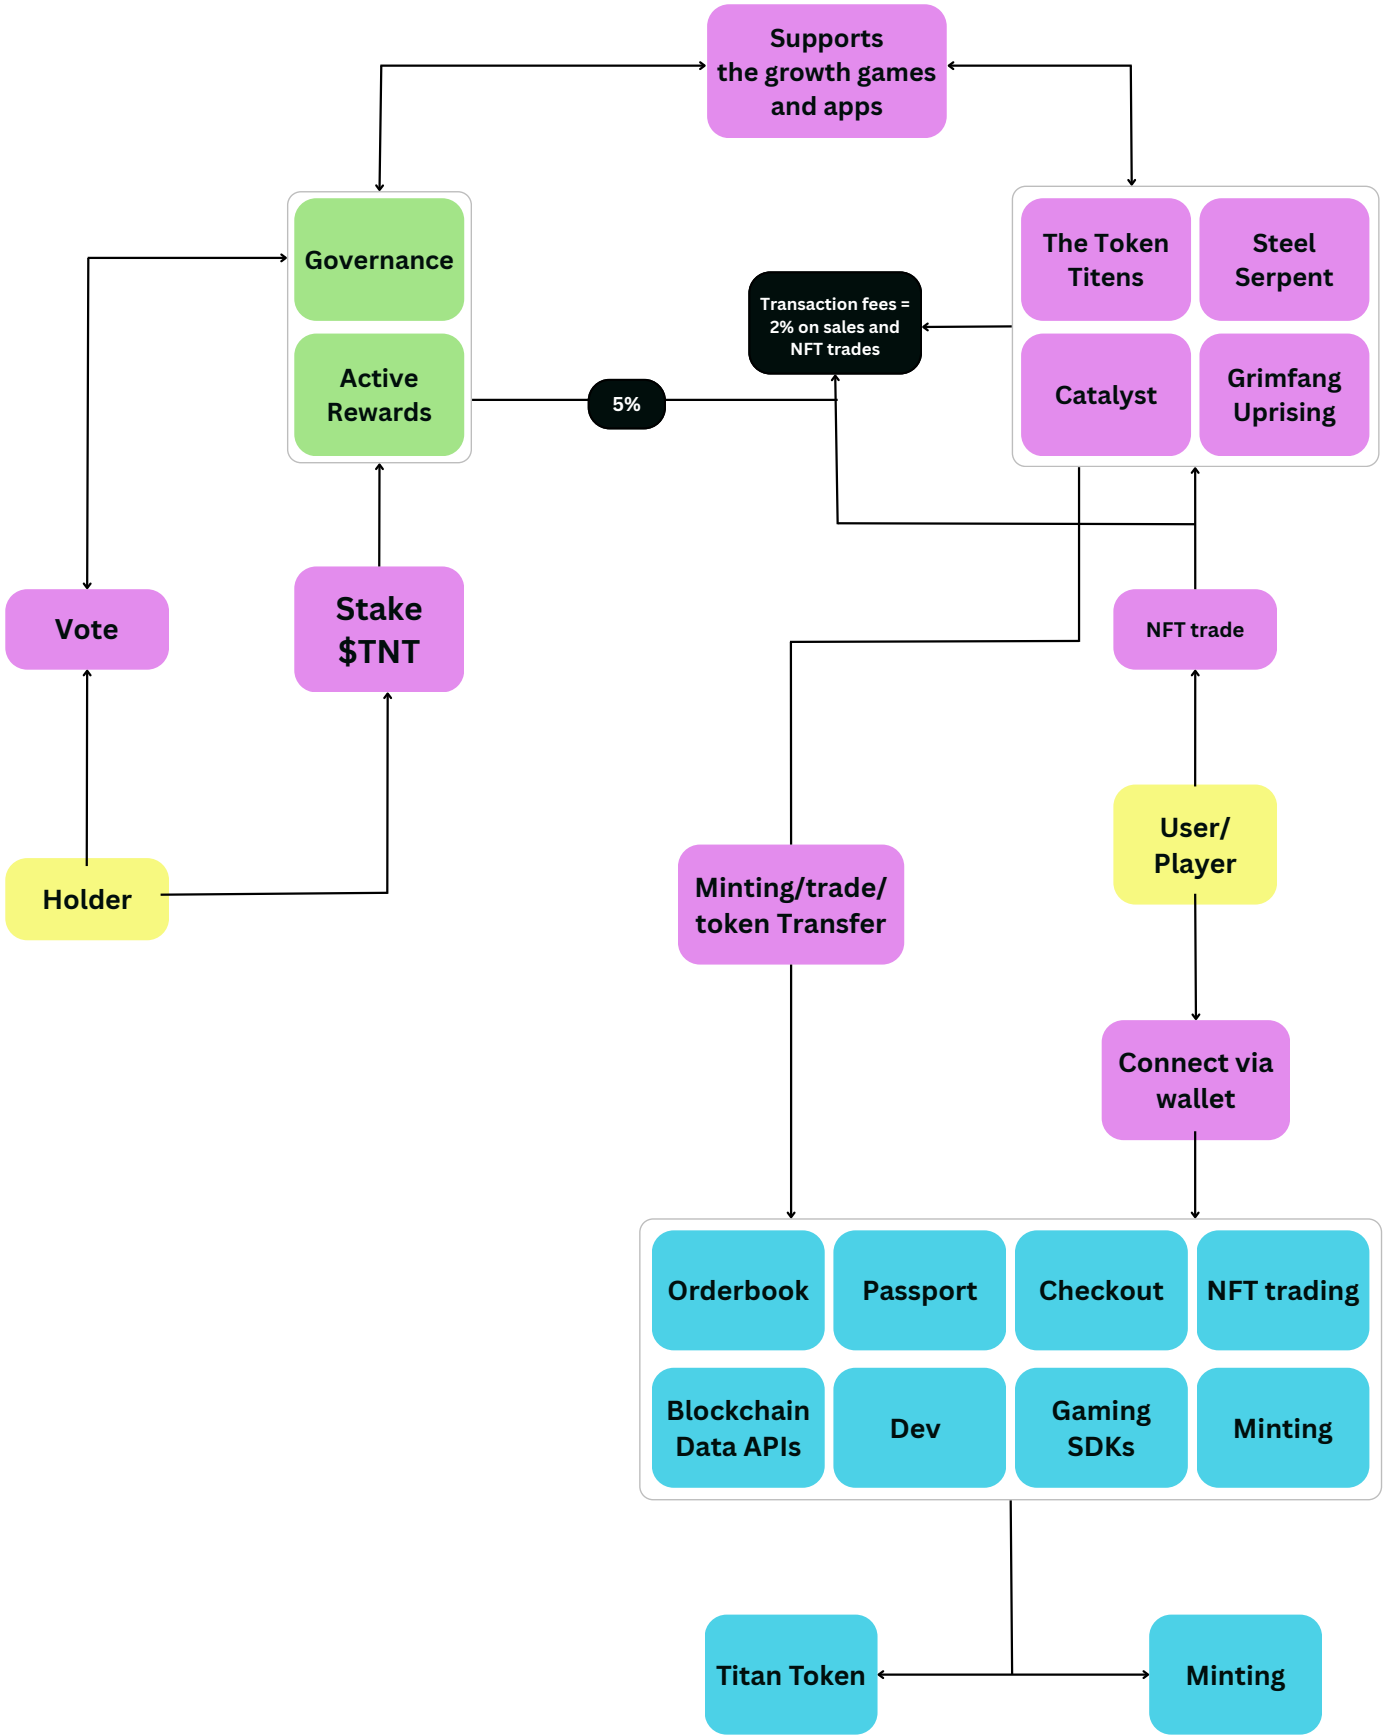 Supports
the growth games
and apps
Governance
Active
Rewards
5%
Transaction fees =
2% on sales and
NFT trades
The Token
Titens
Steel
Serpent
Catalyst
Grimfang
Uprising
Vote
Stake
$TNT
NFT trade
Holder
User/
Player
Minting/trade/
token Transfer
Connect via
wallet
Orderbook
Passport
Checkout
NFT trading
Blockchain
Data APIs
Dev
Gaming
SDKs
Minting
Titan Token
Minting